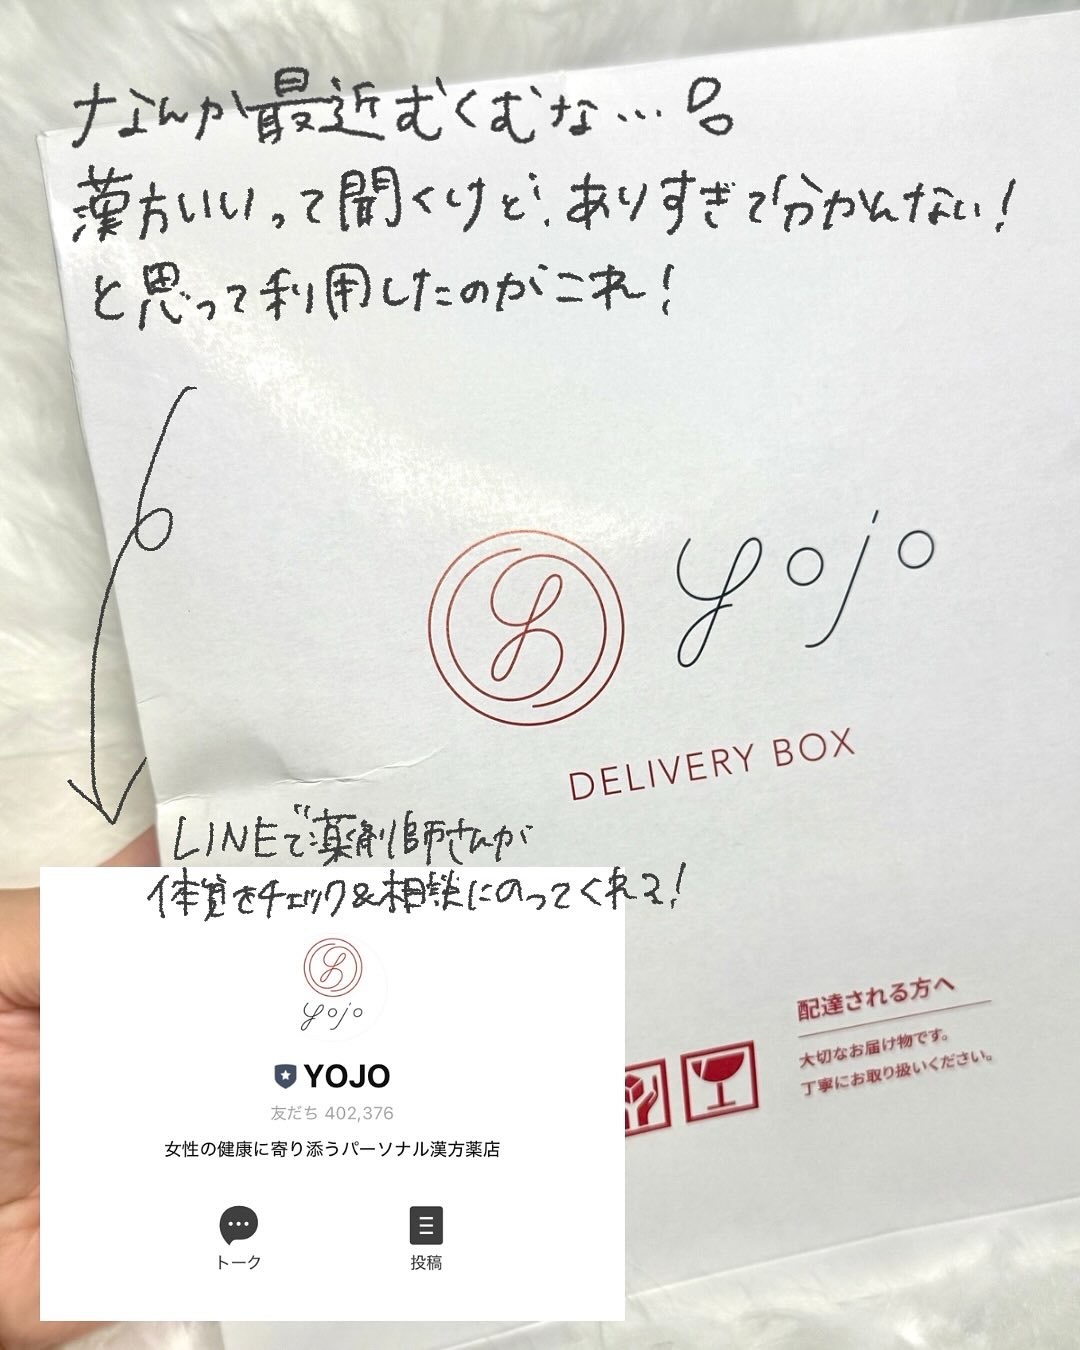 なんか最近むくむな…
漢方いいって聞くけど、ありすぎて分かんない！
と思って利用したのがこれ！
yojo
DELIVERY BOX
LINEで薬剤師さんが
体質をチェック&相談にのってくれる！
yojo
YOJO
友だち 402,376
女性の健康に寄り添うパーソナル漢方薬店
トーク
投稿
配達される方へ
大切なお届け物です。
丁寧にお取り扱いください。